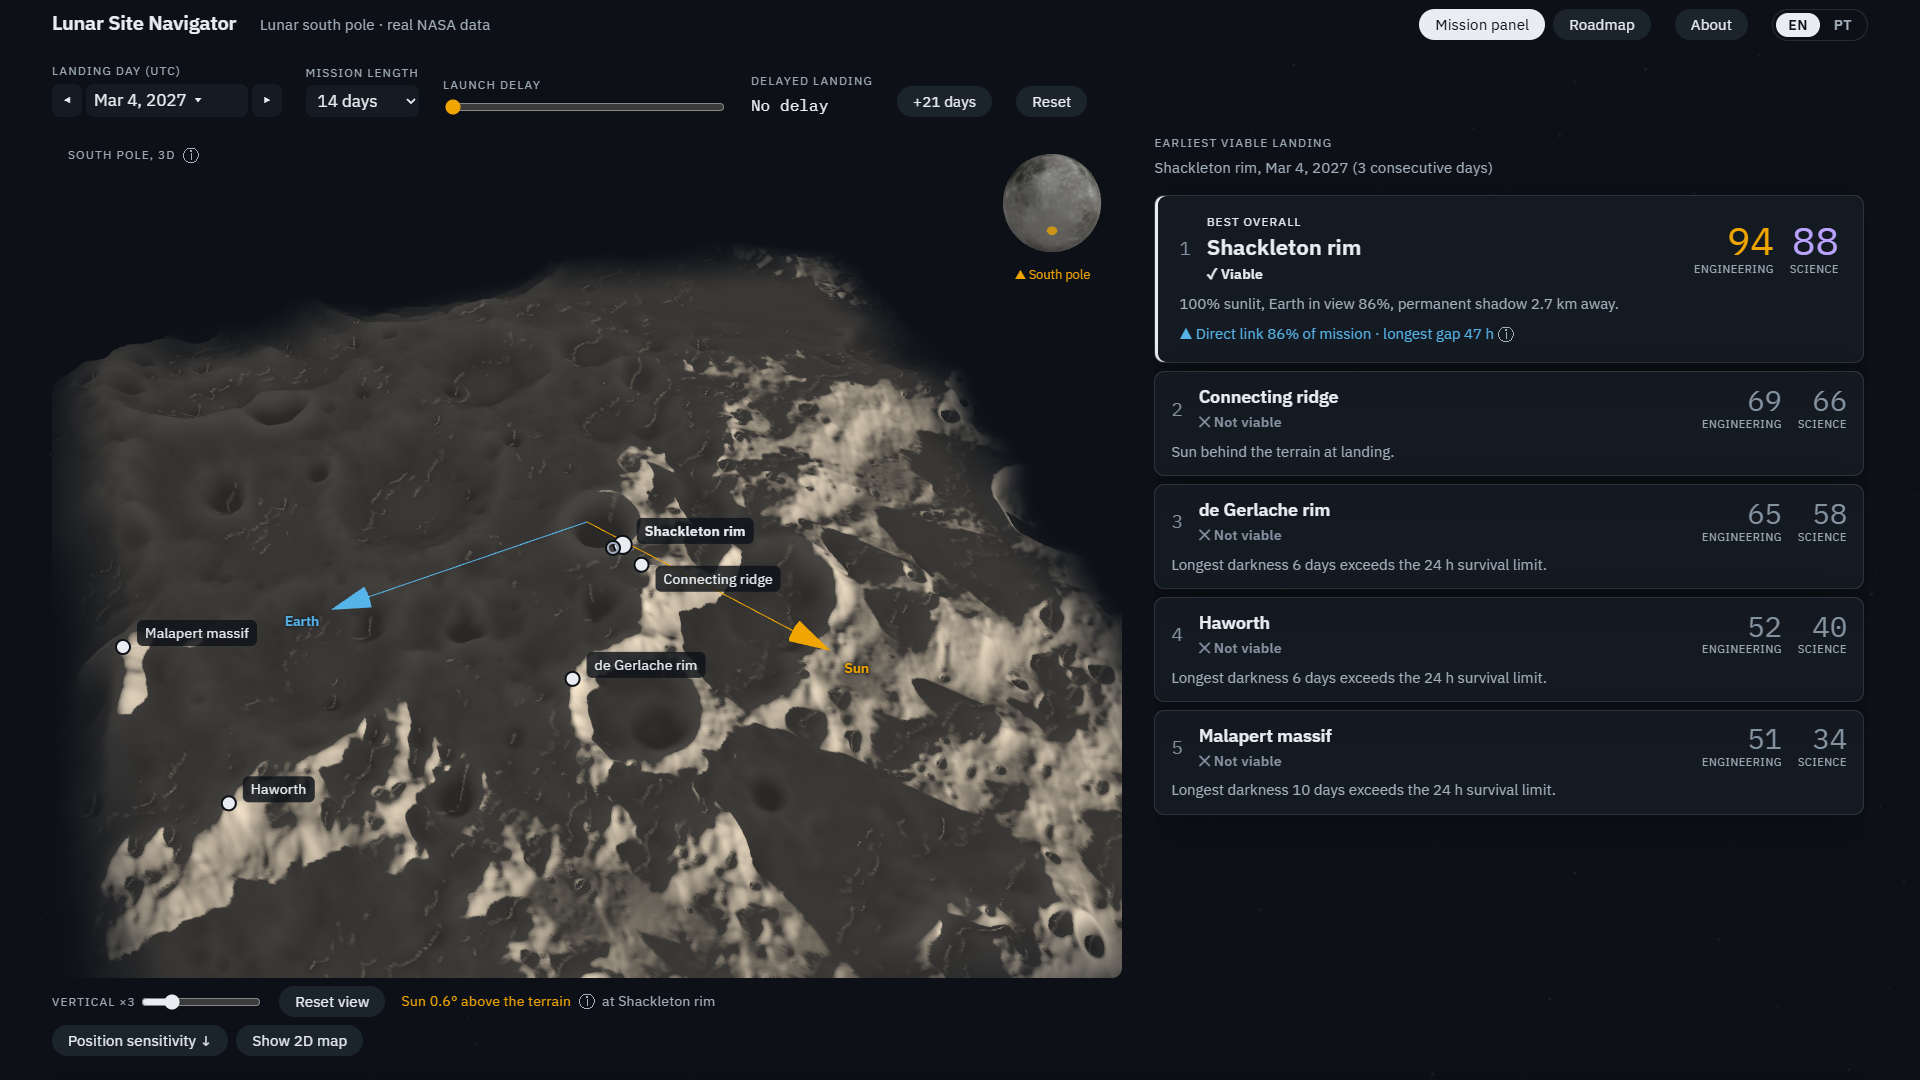 Lunar Site Navigator
Lunar south pole · real NASA data
Mission panel
Roadmap
About
EN
PT
LANDING DAY (UTC)
◄
Mar 4, 2027
►
MISSION LENGTH
14 days
LAUNCH DELAY
DELAYED LANDING
No delay
+21 days
Reset
SOUTH POLE, 3D
▲ South pole
Shackleton rim
Connecting ridge
Earth
Malapert massif
de Gerlache rim
Sun
Haworth
VERTICAL ×3
Reset view
Sun 0.6° above the terrain ⓘ at Shackleton rim
Position sensitivity ↓
Show 2D map
EARLIEST VIABLE LANDING
Shackleton rim, Mar 4, 2027 (3 consecutive days)
BEST OVERALL
1 Shackleton rim
✓ Viable
94 88
ENGINEERING SCIENCE
100% sunlit, Earth in view 86%, permanent shadow 2.7 km away.
▲ Direct link 86% of mission · longest gap 47 h ⓘ
2 Connecting ridge
✕ Not viable
69 66
ENGINEERING SCIENCE
Sun behind the terrain at landing.
3 de Gerlache rim
✕ Not viable
65 58
ENGINEERING SCIENCE
Longest darkness 6 days exceeds the 24 h survival limit.
4 Haworth
✕ Not viable
52 40
ENGINEERING SCIENCE
Longest darkness 6 days exceeds the 24 h survival limit.
5 Malapert massif
✕ Not viable
51 34
ENGINEERING SCIENCE
Longest darkness 10 days exceeds the 24 h survival limit.